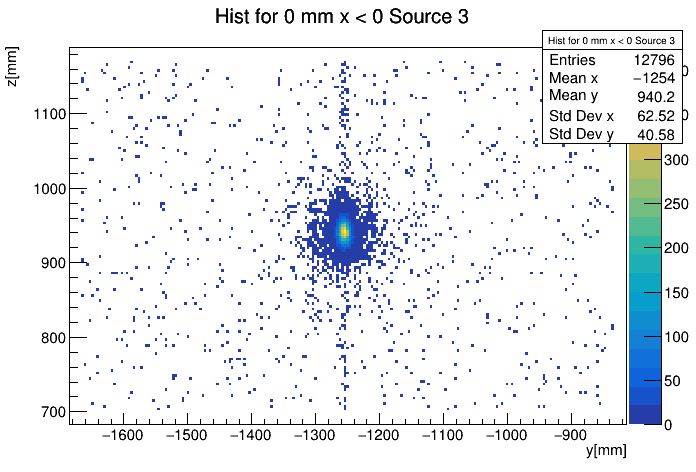 Hist for 0 mm x < 0 Source 3
Hist for 0 mm x < 0 Source 3
Entries 12796
Mean x −1254
Mean y 940.2
Std Dev x 62.52
Std Dev y 40.58
z[mm]
1100
1000
900
800
700
−1600 −1500 −1400 −1300 −1200 −1100 −1000 −900
y[mm]
300
250
200
150
100
50
0